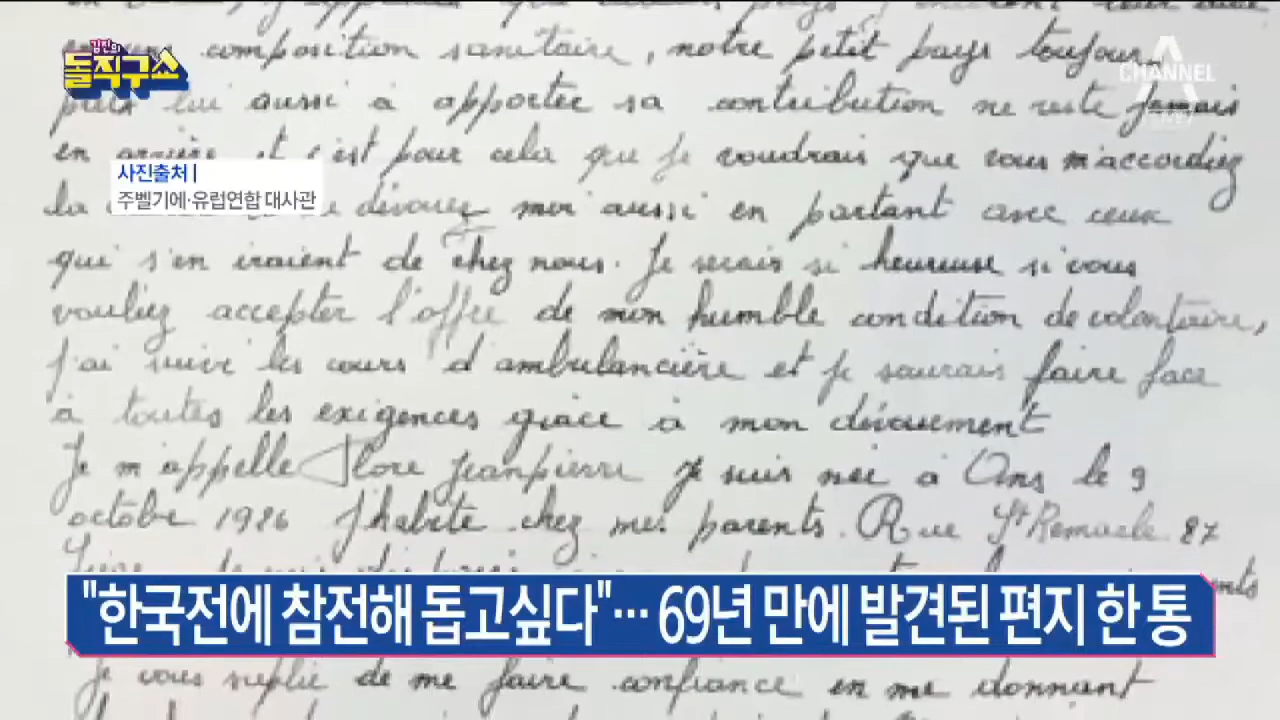 composition sanitaire, notre petit pays toujours
lui aussi à apporter sa contribution ne reste jamais
en arrière et c'est pour cela que je voudrais que vous m'accordiez
la dévouer moi aussi en partant avec ceux
qui s'en iraient de chez nous. Je serais si heureuse si vous
vouliez accepter l'offre de mon humble condition de volontaire,
j'ai suivi les cours d'ambulancière et je saurais faire face
à toutes les exigences grâce à mon dévouement
Je m'appelle Flore Jeanpierre je suis née à Ans le 9
octobre 1926 J'habite chez mes parents. Rue St Remacle 27
Je vous supplie de me faire confiance en me donnant
김진의
돌직구쇼
CHANNEL A
사진출처 |
주벨기에·유럽연합 대사관
"한국전에 참전해 돕고싶다"… 69년 만에 발견된 편지 한 통